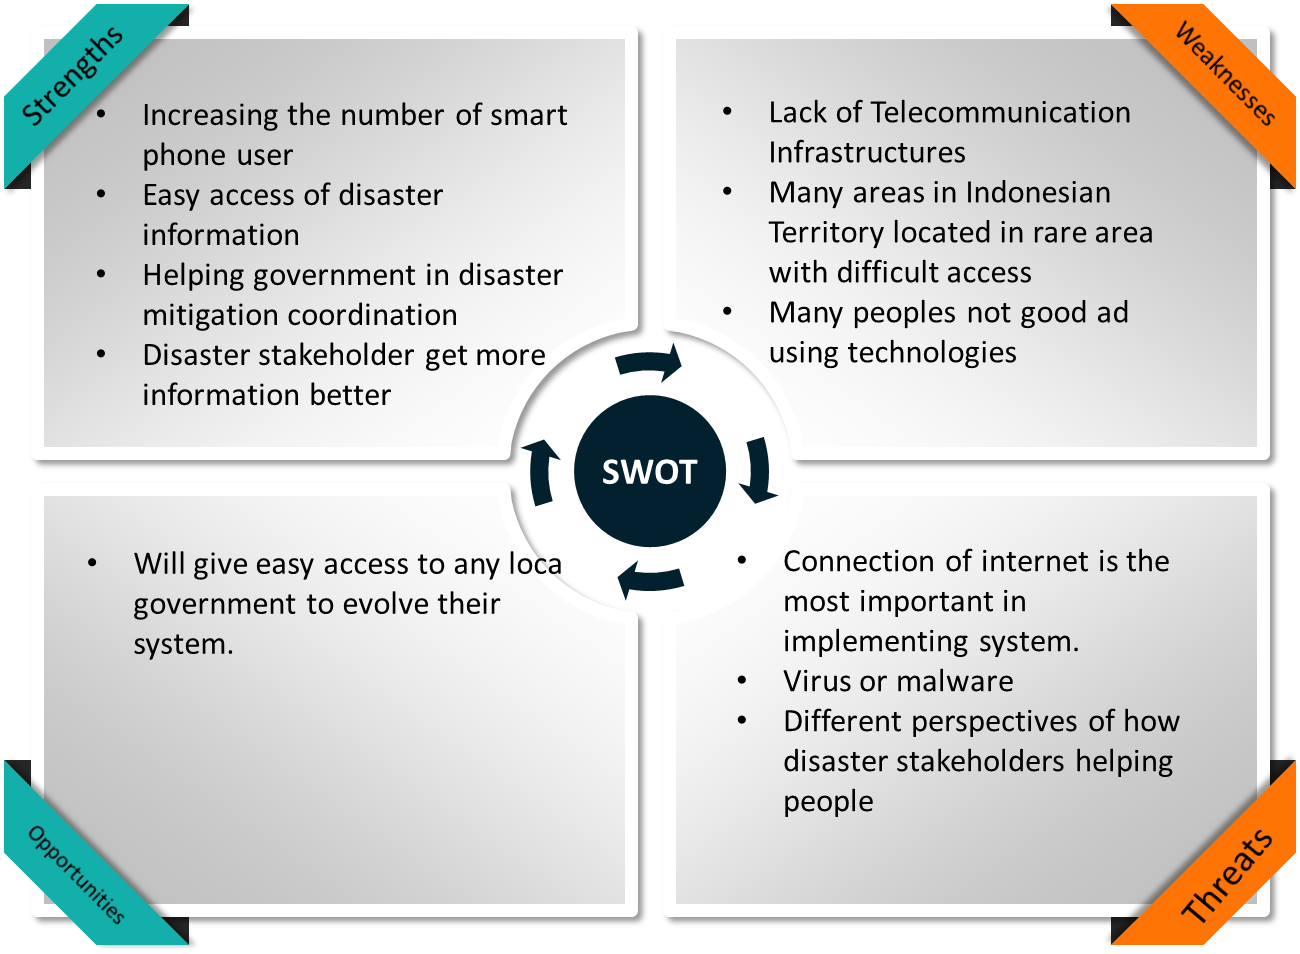 Strengths
• Increasing the number of smart
phone user
• Easy access of disaster
information
• Helping government in disaster
mitigation coordination
• Disaster stakeholder get more
information better
Weaknesses
• Lack of Telecommunication
Infrastructures
• Many areas in Indonesian
Territory located in rare area
with difficult access
• Many peoples not good ad
using technologies
SWOT
Opportunities
• Will give easy access to any loca
government to evolve their
system.
Threats
• Connection of internet is the
most important in
implementing system.
• Virus or malware
• Different perspectives of how
disaster stakeholders helping
people